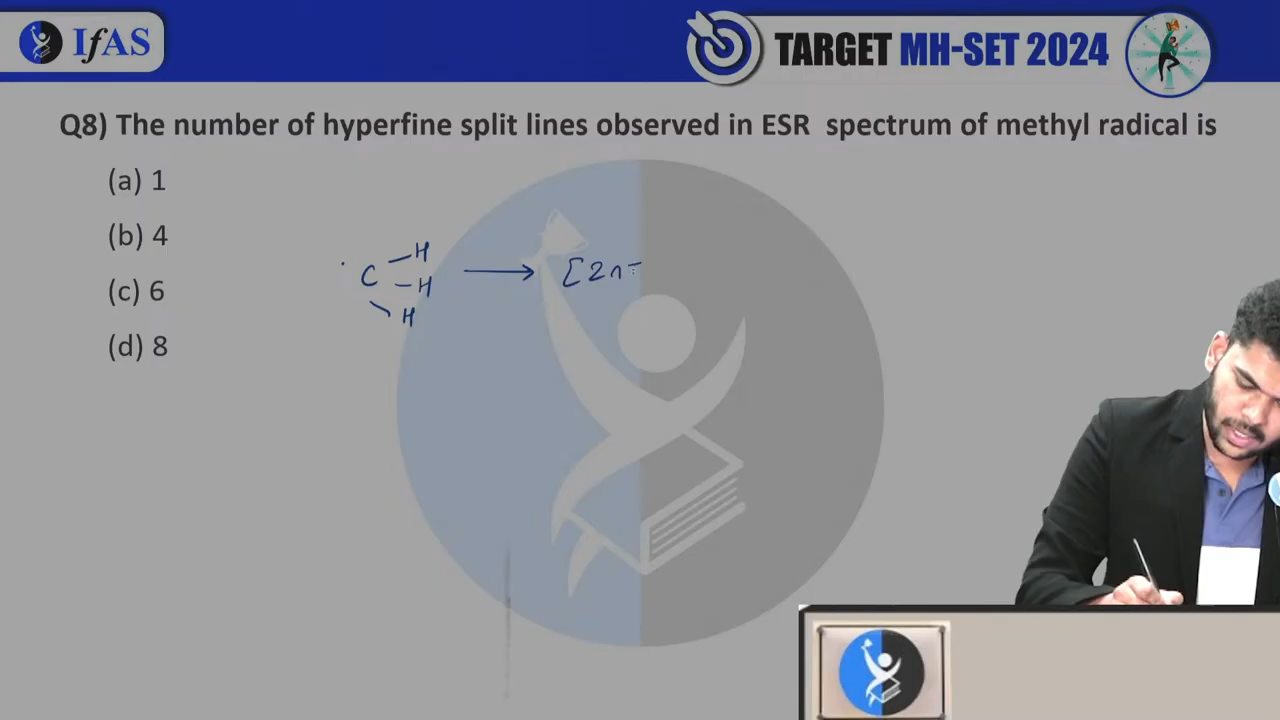 IfAS
TARGET MH-SET 2024
Q8) The number of hyperfine split lines observed in ESR spectrum of methyl radical is
(a) 1
(b) 4
(c) 6
(d) 8
H
C H
H
[2n